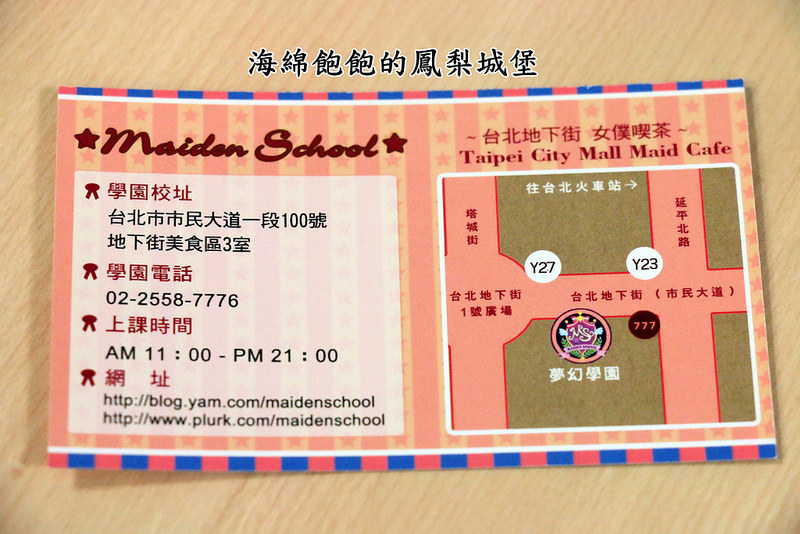 海綿飽飽的鳳梨城堡
★Maiden School★
學園校址
台北市市民大道一段100號
地下街美食區3室
學園電話
02-2558-7776
上課時間
AM 11：00 - PM 21：00
網 址
http://blog.yam.com/maidenschool
http://www.plurk.com/maidenschool
~ 台北地下街 女僕喫茶 ~
Taipei City Mall Maid Cafe
往台北火車站→
塔城街
延平北路
Y27
Y23
台北地下街
1號廣場
台北地下街 （市民大道）
777
夢幻學園